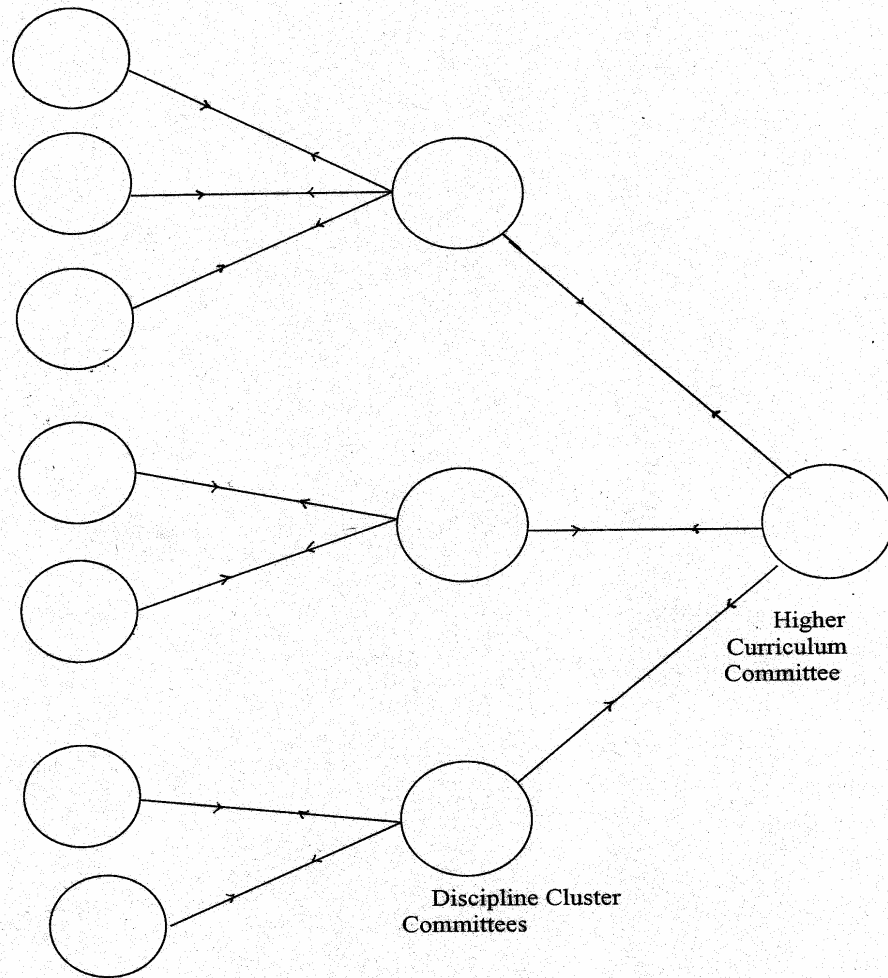 Higher
Curriculum
Committee
Discipline Cluster
Committees